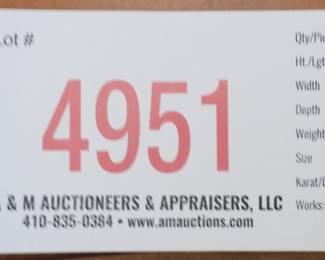 Lot #
4951
& M AUCTIONEERS & APPRAISERS, LLC
410-835-0384 • www.amauctions.com
Qty/Pie
Ht./Lgt
Width
Depth
Weight
Size
Karat/
Works: